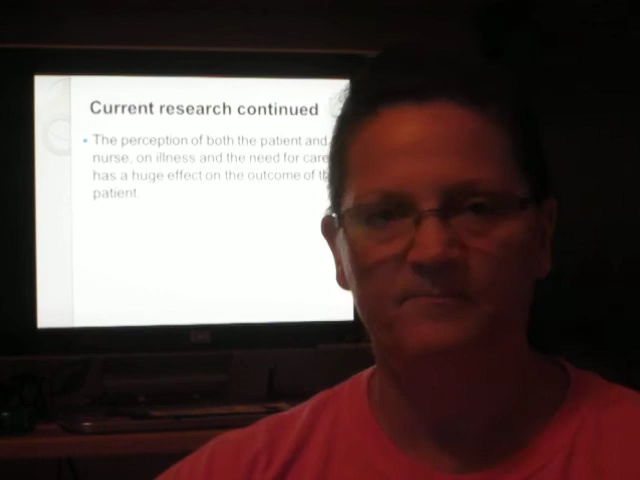 Current research continued
The perception of both the patient and
nurse, on illness and the need for care
has a huge effect on the outcome of
patient.